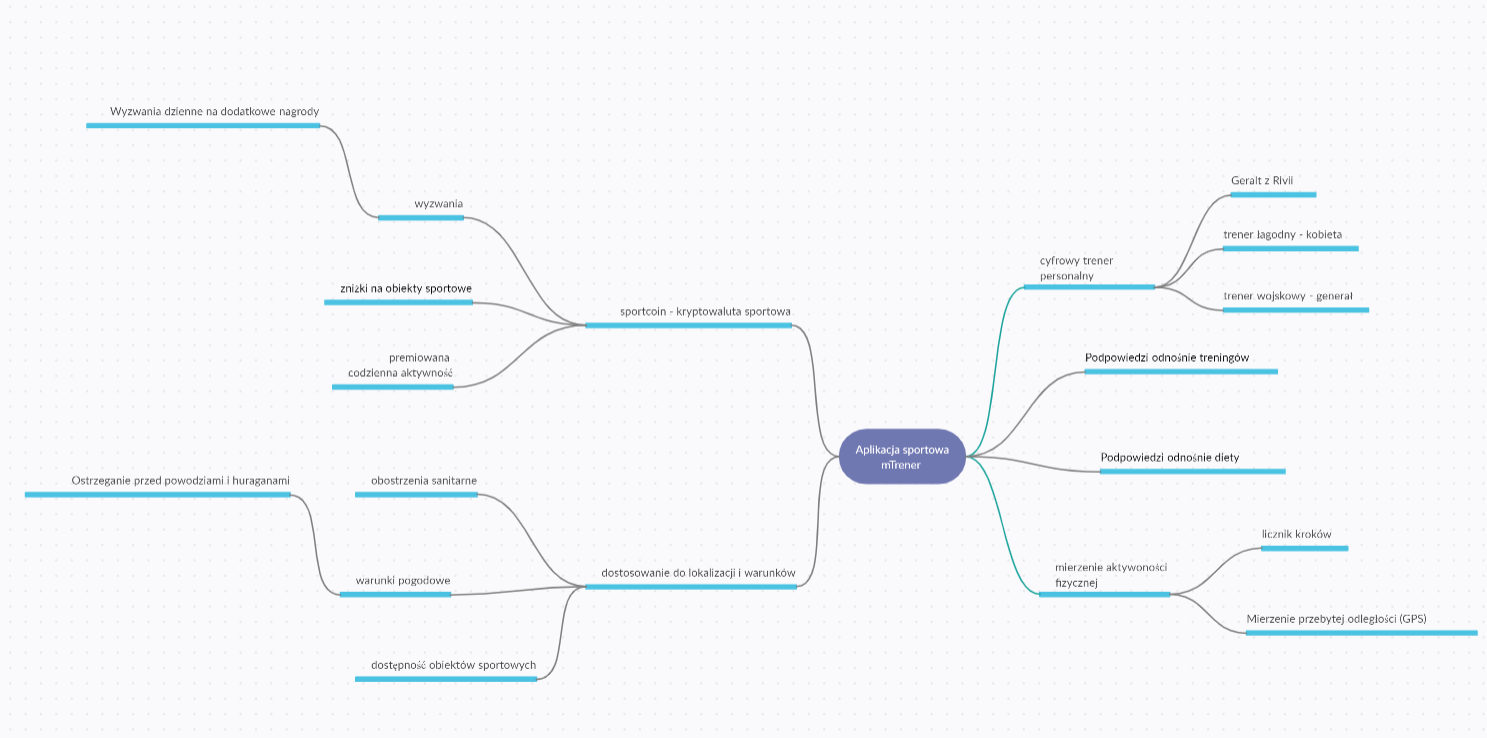 Wyzwania dzienne na dodatkowe nagrody
wyzwania
zniżki na obiekty sportowe
sportcoin - kryptowaluta sportowa
premiowana
codzienna aktywność
Ostrzeganie przed powodziami i huraganami
obostrzenia sanitarne
warunki pogodowe
dostosowanie do lokalizacji i warunków
dostępność obiektów sportowych
Aplikacja sportowa
mTrener
Geralt z Rivii
trener łagodny - kobieta
cyfrowy trener
personalny
trener wojskowy - generał
Podpowiedzi odnośnie treningów
Podpowiedzi odnośnie diety
licznik kroków
mierzenie aktywoności
fizycznej
Mierzenie przebytej odległości (GPS)